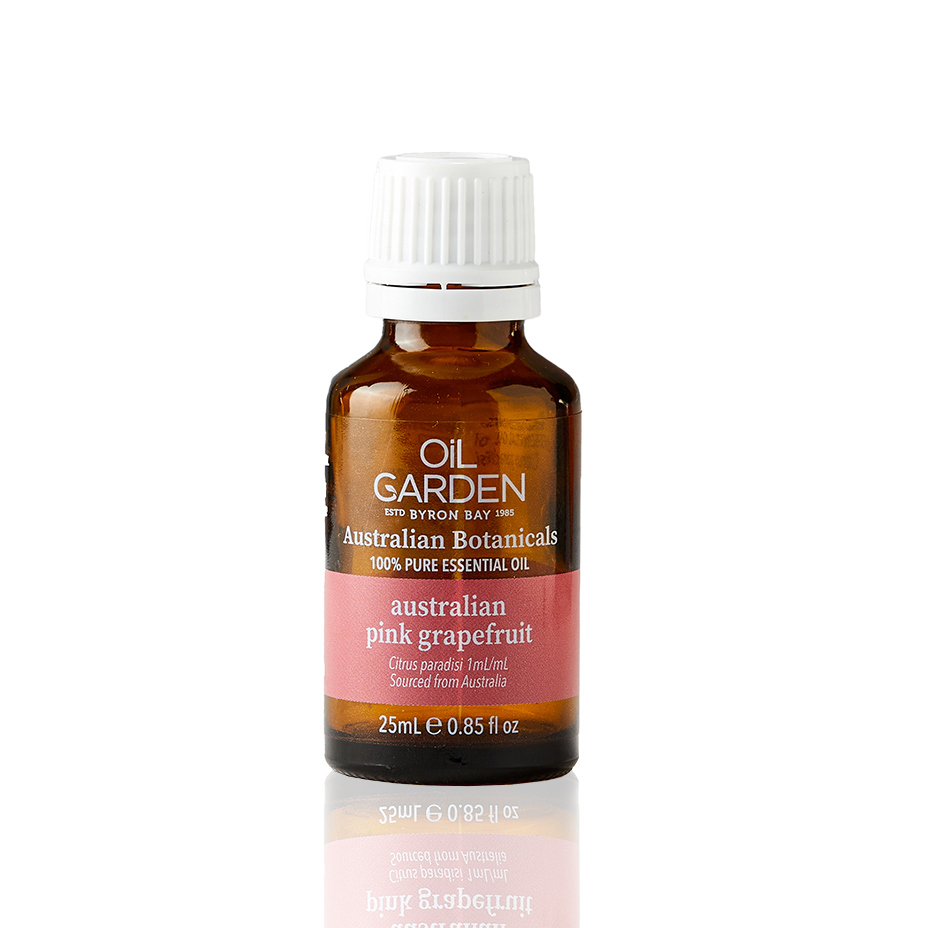 OiL
GARDEN
ESTD BYRON BAY 1985
Australian Botanicals
100% PURE ESSENTIAL OIL
australian
pink grapefruit
Citrus paradisi 1mL/mL
Sourced from Australia
25mL ℮ 0.85 fl oz